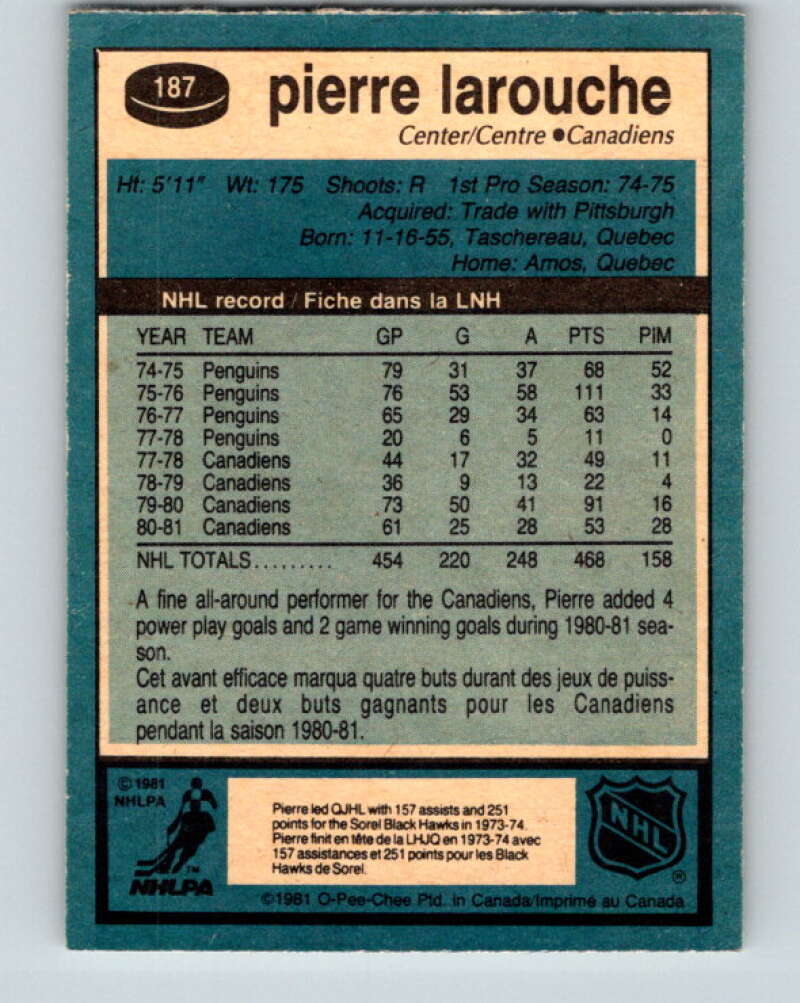 187 pierre larouche
Center/Centre ● Canadiens
Ht: 5'11" Wt: 175 Shoots: R 1st Pro Season: 74-75
Acquired: Trade with Pittsburgh
Born: 11-16-55, Taschereau, Quebec
Home: Amos, Quebec
NHL record / Fiche dans la LNH
YEAR TEAM GP G A PTS PIM
74-75 Penguins 79 31 37 68 52
75-76 Penguins 76 53 58 111 33
76-77 Penguins 65 29 34 63 14
77-78 Penguins 20 6 5 11 0
77-78 Canadiens 44 17 32 49 11
78-79 Canadiens 36 9 13 22 4
79-80 Canadiens 73 50 41 91 16
80-81 Canadiens 61 25 28 53 28
NHL TOTALS......... 454 220 248 468 158
A fine all-around performer for the Canadiens, Pierre added 4
power play goals and 2 game winning goals during 1980-81 sea-
son.
Cet avant efficace marqua quatre buts durant des jeux de puiss-
ance et deux buts gagnants pour les Canadiens
pendant la saison 1980-81.
© 1981
NHLPA
TM
NHLPA
Pierre led QJHL with 157 assists and 251
points for the Sorel Black Hawks in 1973-74.
Pierre finit en tête de la LHJQ en 1973-74 avec
157 assistances et 251 points pour les Black
Hawks de Sorel.
NHL
®
©1981 O-Pee-Chee Ptd. in Canada/Imprimé au Canada